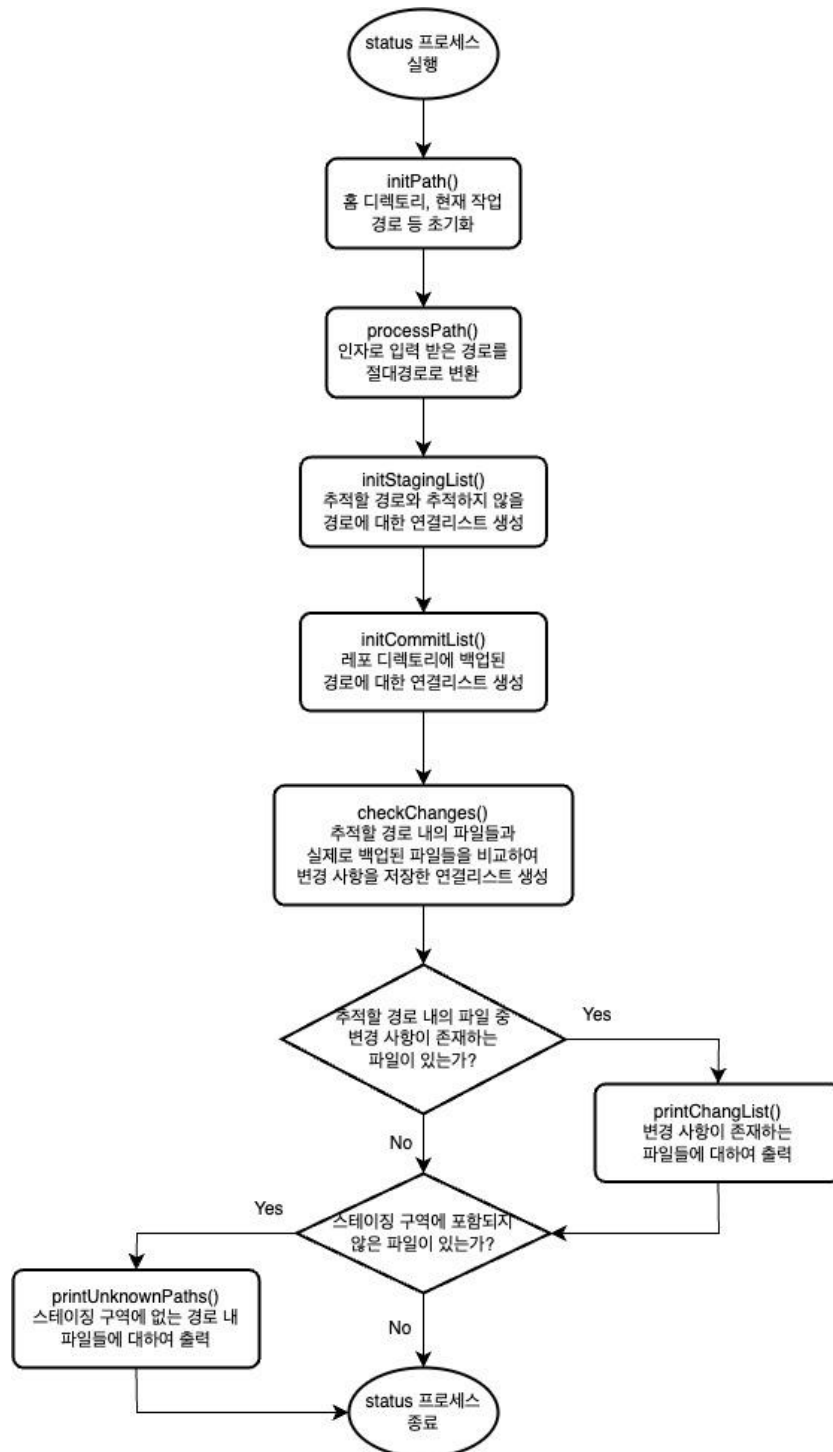 status 프로세스
실행
initPath()
홈 디렉토리, 현재 작업
경로 등 초기화
processPath()
인자로 입력 받은 경로를
절대경로로 변환
initStagingList()
추적할 경로와 추적하지 않을
경로에 대한 연결리스트 생성
initCommitList()
레포 디렉토리에 백업된
경로에 대한 연결리스트 생성
checkChanges()
추적할 경로 내의 파일들과
실제로 백업된 파일들을 비교하여
변경 사항을 저장한 연결리스트 생성
추적할 경로 내의 파일 중
변경 사항이 존재하는
파일이 있는가?
Yes
printChangList()
변경 사항이 존재하는
파일들에 대하여 출력
No
스테이징 구역에 포함되지
않은 파일이 있는가?
Yes
printUnknownPaths()
스테이징 구역에 없는 경로 내
파일들에 대하여 출력
No
status 프로세스
종료